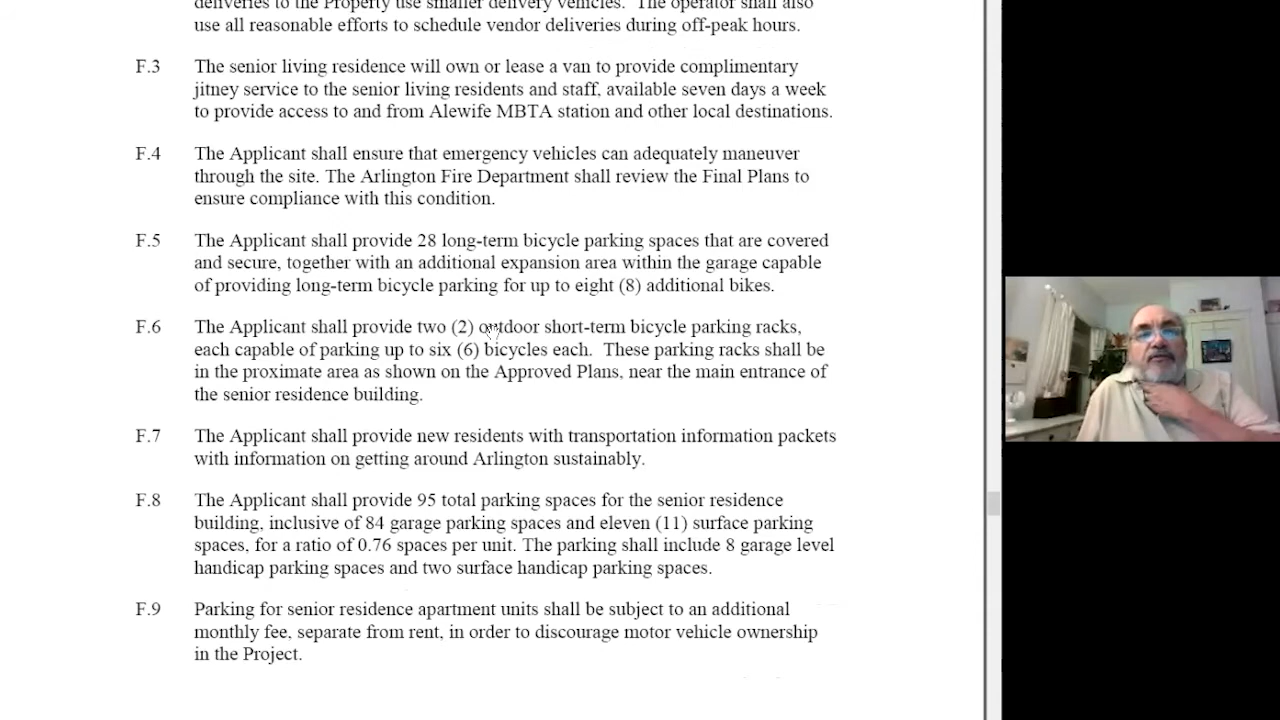 deliveries to the Property use smaller delivery vehicles. The operator shall also
use all reasonable efforts to schedule vendor deliveries during off-peak hours.
F.3 The senior living residence will own or lease a van to provide complimentary
jitney service to the senior living residents and staff, available seven days a week
to provide access to and from Alewife MBTA station and other local destinations.
F.4 The Applicant shall ensure that emergency vehicles can adequately maneuver
through the site. The Arlington Fire Department shall review the Final Plans to
ensure compliance with this condition.
F.5 The Applicant shall provide 28 long-term bicycle parking spaces that are covered
and secure, together with an additional expansion area within the garage capable
of providing long-term bicycle parking for up to eight (8) additional bikes.
F.6 The Applicant shall provide two (2) outdoor short-term bicycle parking racks,
each capable of parking up to six (6) bicycles each. These parking racks shall be
in the proximate area as shown on the Approved Plans, near the main entrance of
the senior residence building.
F.7 The Applicant shall provide new residents with transportation information packets
with information on getting around Arlington sustainably.
F.8 The Applicant shall provide 95 total parking spaces for the senior residence
building, inclusive of 84 garage parking spaces and eleven (11) surface parking
spaces, for a ratio of 0.76 spaces per unit. The parking shall include 8 garage level
handicap parking spaces and two surface handicap parking spaces.
F.9 Parking for senior residence apartment units shall be subject to an additional
monthly fee, separate from rent, in order to discourage motor vehicle ownership
in the Project.